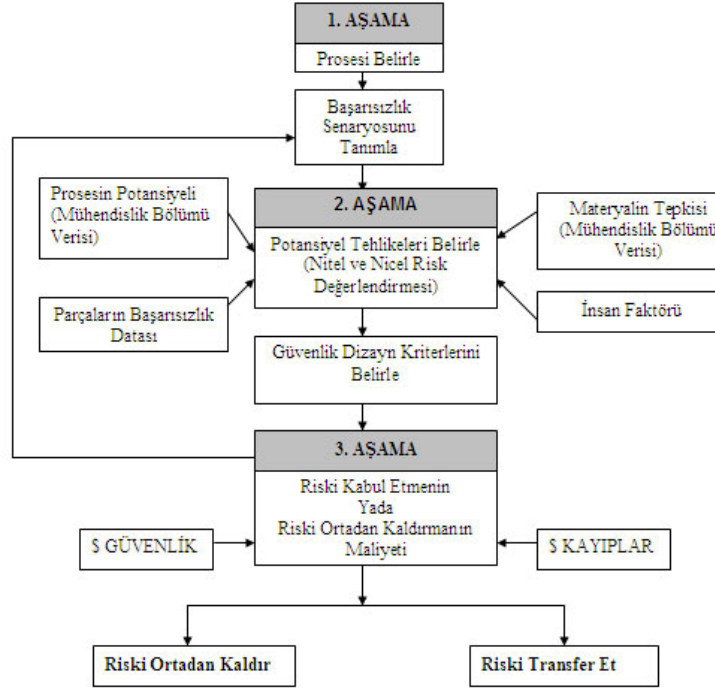 1. AŞAMA
Prosesi Belirle
Başarısızlık
Senaryosunu
Tanımla
Prosesin Potansiyeli
(Mühendislik Bölümü
Verisi)
2. AŞAMA
Potansiyel Tehlikeleri Belirle
(Nitel ve Nicel Risk
Değerlendirmesi)
Materyalin Tepkisi
(Mühendislik Bölümü
Verisi)
Parçaların Başarısızlık
Datası
İnsan Faktörü
Güvenlik Dizayn Kriterlerini
Belirle
3. AŞAMA
Riski Kabul Etmenin
Yada
Riski Ortadan Kaldırmanın
Maliyeti
$ GÜVENLİK
$ KAYIPLAR
Riski Ortadan Kaldır
Riski Transfer Et